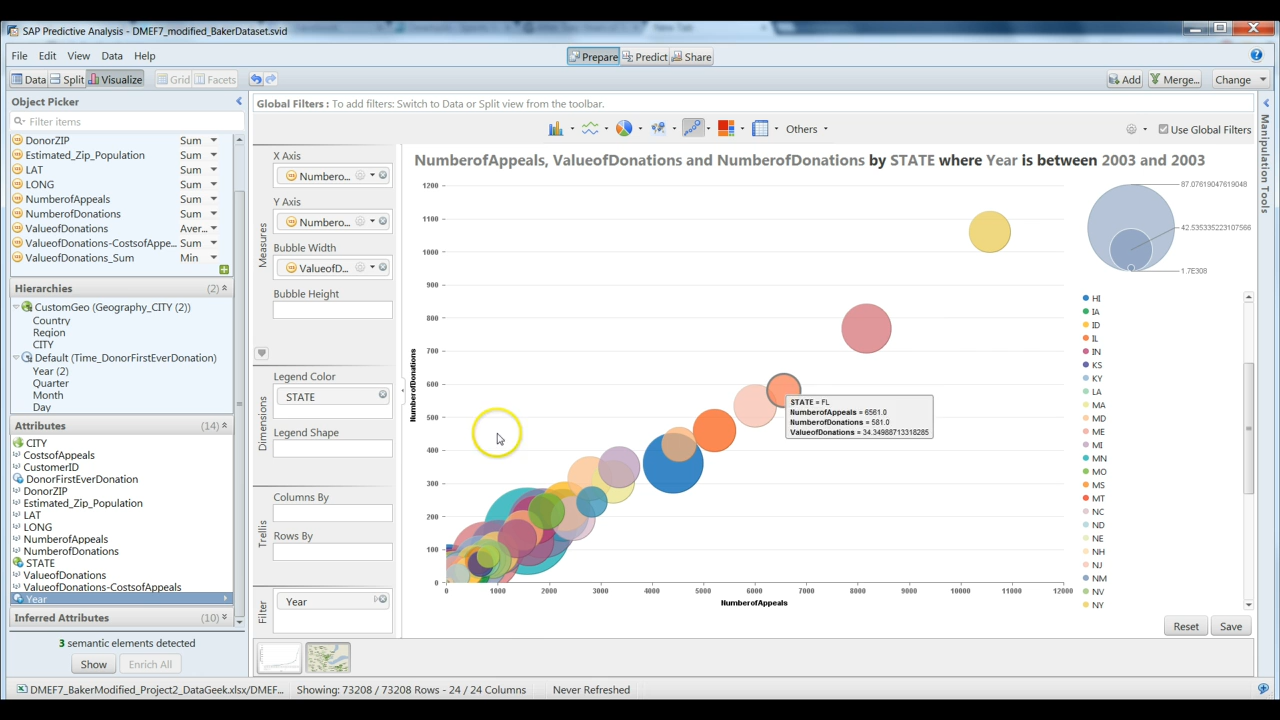 SAP Predictive Analysis - DMEF7_modified_BakerDataset.svid
File Edit View Data Help
Prepare Predict Share
Data Split Visualize Grid Facets
Add Merge... Change
Object Picker
Filter items
DonorZIP Sum
Estimated_Zip_Population Sum
LAT Sum
LONG Sum
NumberofAppeals Sum
NumberofDonations Sum
ValueofDonations Aver...
ValueofDonations-CostsofAppe... Sum
ValueofDonations_Sum Min
Hierarchies (2)
CustomGeo (Geography_CITY (2))
Country
Region
CITY
Default (Time_DonorFirstEverDonation)
Year (2)
Quarter
Month
Day
Attributes (14)
CITY
CostsofAppeals
CustomerID
DonorFirstEverDonation
DonorZIP
Estimated_Zip_Population
LAT
LONG
NumberofAppeals
NumberofDonations
STATE
ValueofDonations
ValueofDonations-CostsofAppeals
Year
Inferred Attributes (10)
3 semantic elements detected
Show Enrich All
Global Filters : To add filters: Switch to Data or Split view from the toolbar.
Others
Use Global Filters
Manipulation Tools
Measures
X Axis
Numbero...
Y Axis
Numbero...
Bubble Width
ValueofD...
Bubble Height
Dimensions
Legend Color
STATE
Legend Shape
Trellis
Columns By
Rows By
Filter
Year
NumberofAppeals, ValueofDonations and NumberofDonations by STATE where Year is between 2003 and 2003
1200
1100
1000
900
800
700
600
500
400
300
200
100
0
NumberofDonations
0 1000 2000 3000 4000 5000 6000 7000 8000 9000 10000 11000 12000
NumberofAppeals
STATE = FL
NumberofAppeals = 6561.0
NumberofDonations = 581.0
ValueofDonations = 34.34988713318285
87.07619047619048
42.535335223107586
1.7E308
HI
IA
ID
IL
IN
KS
KY
LA
MA
MD
ME
MI
MN
MO
MS
MT
NC
ND
NE
NH
NJ
NM
NV
NY
Reset Save
DMEF7_BakerModified_Project2_DataGeek.xlsx/DMEF... Showing: 73208 / 73208 Rows - 24 / 24 Columns Never Refreshed